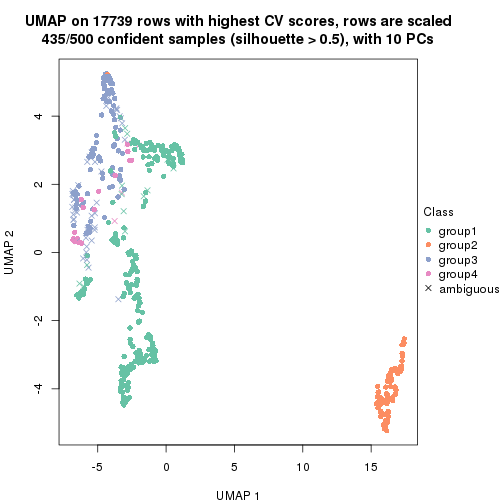 UMAP on 17739 rows with highest CV scores, rows are scaled
435/500 confident samples (silhouette > 0.5), with 10 PCs
4
2
0
-2
-4
UMAP 2
-5
0
5
10
15
UMAP 1
Class
group1
group2
group3
group4
ambiguous